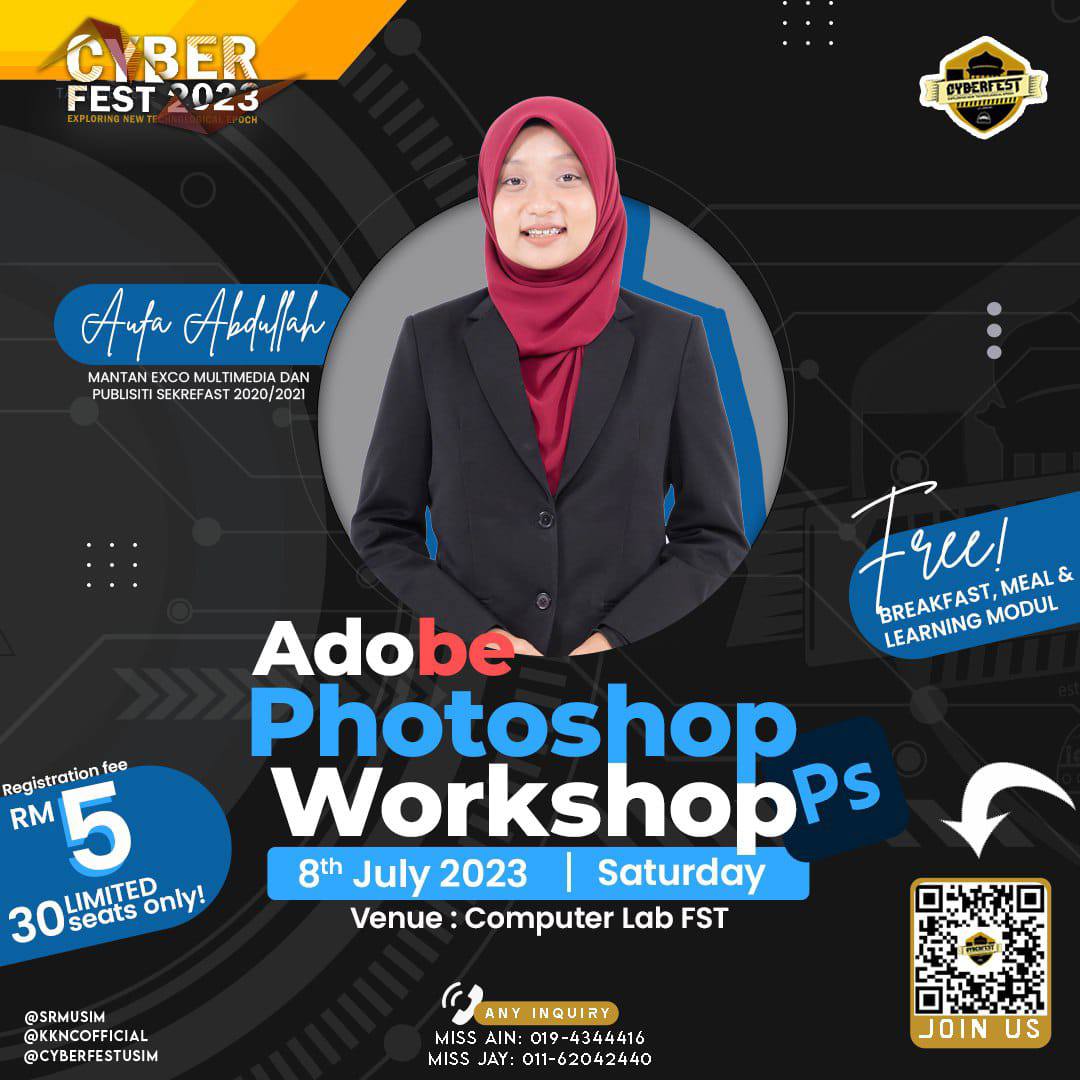 CYBER
FEST 2023
EXPLORING NEW TECHNOLOGICAL EPOCH
CYBERFEST
Aufa Abdullah
MANTAN EXCO MULTIMEDIA DAN
PUBLISITI SEKREFAST 2020/2021
Free!
BREAKFAST, MEAL &
LEARNING MODUL
Adobe
Photoshop
Workshop
Ps
8th July 2023 | Saturday
Venue : Computer Lab FST
Registration fee
RM 5
30 LIMITED
seats only!
@SRMUSIM
@KKNCOFFICIAL
@CYBERFESTUSIM
ANY INQUIRY
MISS AIN: 019-4344416
MISS JAY: 011-62042440
JOIN US